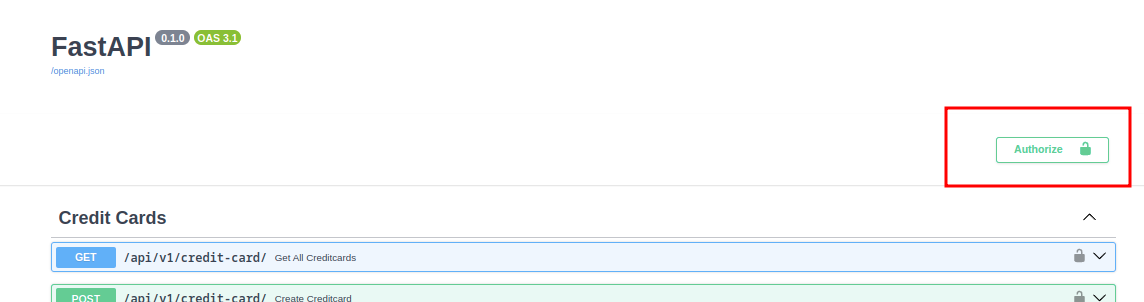 FastAPI 0.1.0 OAS 3.1
/openapi.json
Authorize
Credit Cards
GET /api/v1/credit-card/ Get All Creditcards
POST /api/v1/credit-card/ Create Creditcard